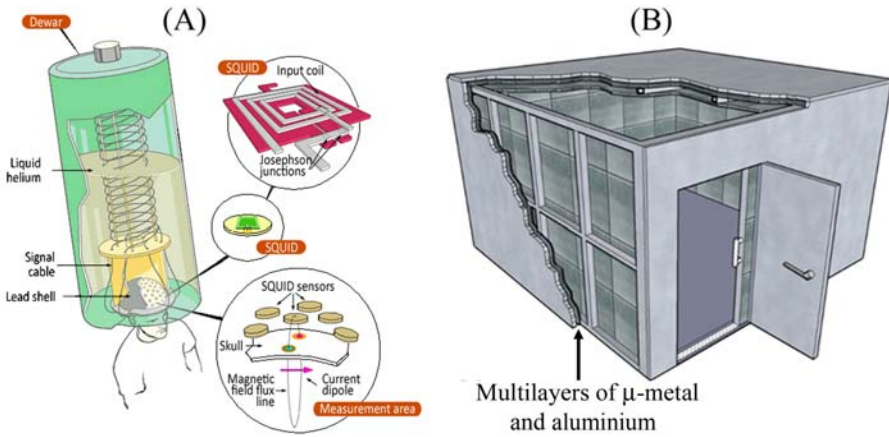 (A)
Dewar
SQUID
Input coil
Josephson
junctions
Liquid
helium
SQUID
Signal
cable
Lead shell
SQUID sensors
Skull
Magnetic
field flux
line
Current
dipole
Measurement area
(B)
Multilayers of μ-metal
and aluminium